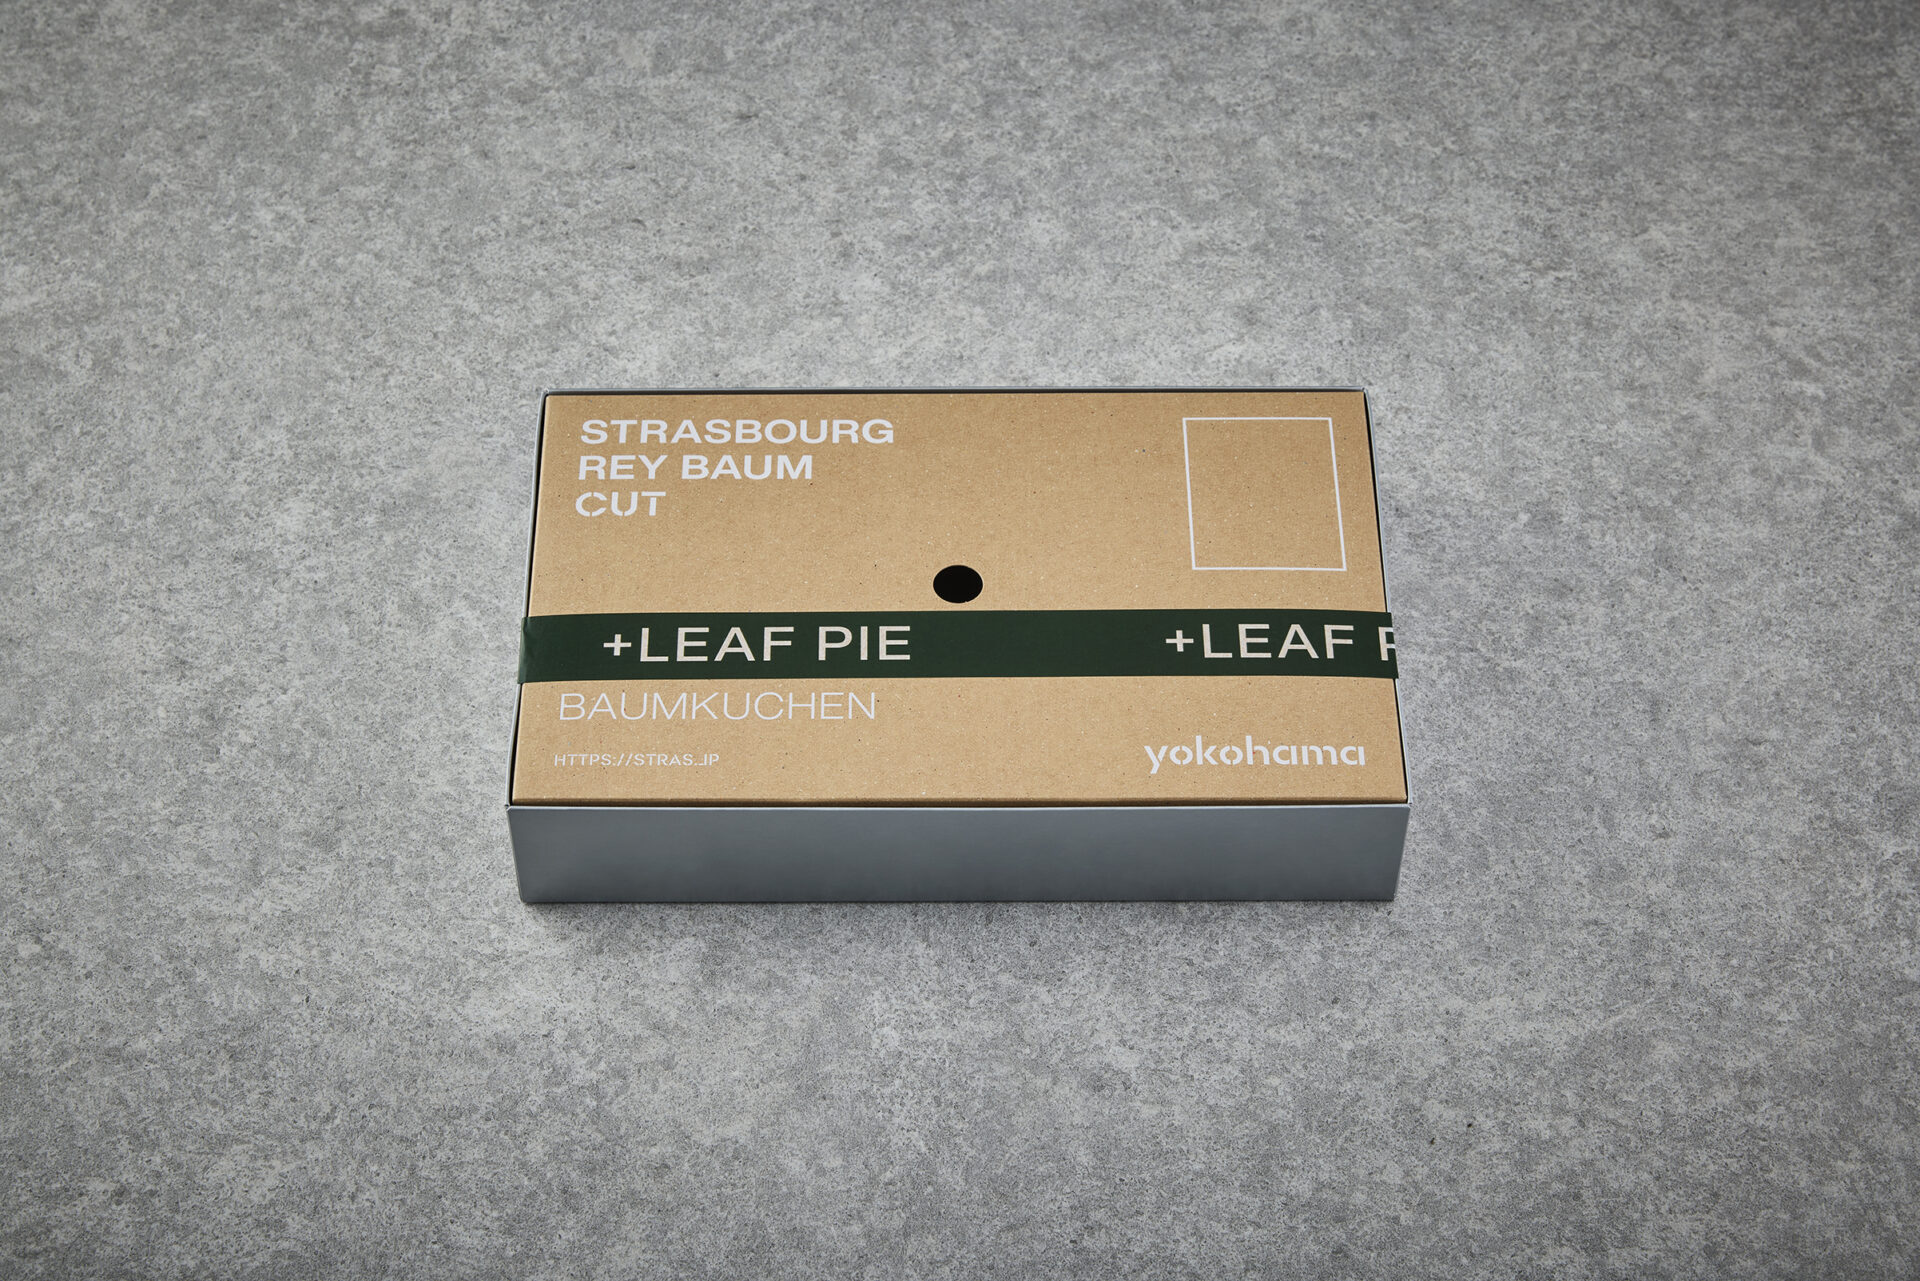 STRASBOURG
REY BAUM
CUT
+LEAF PIE
+LEAF P
BAUMKUCHEN
HTTPS://STRAS.JP
yokohama